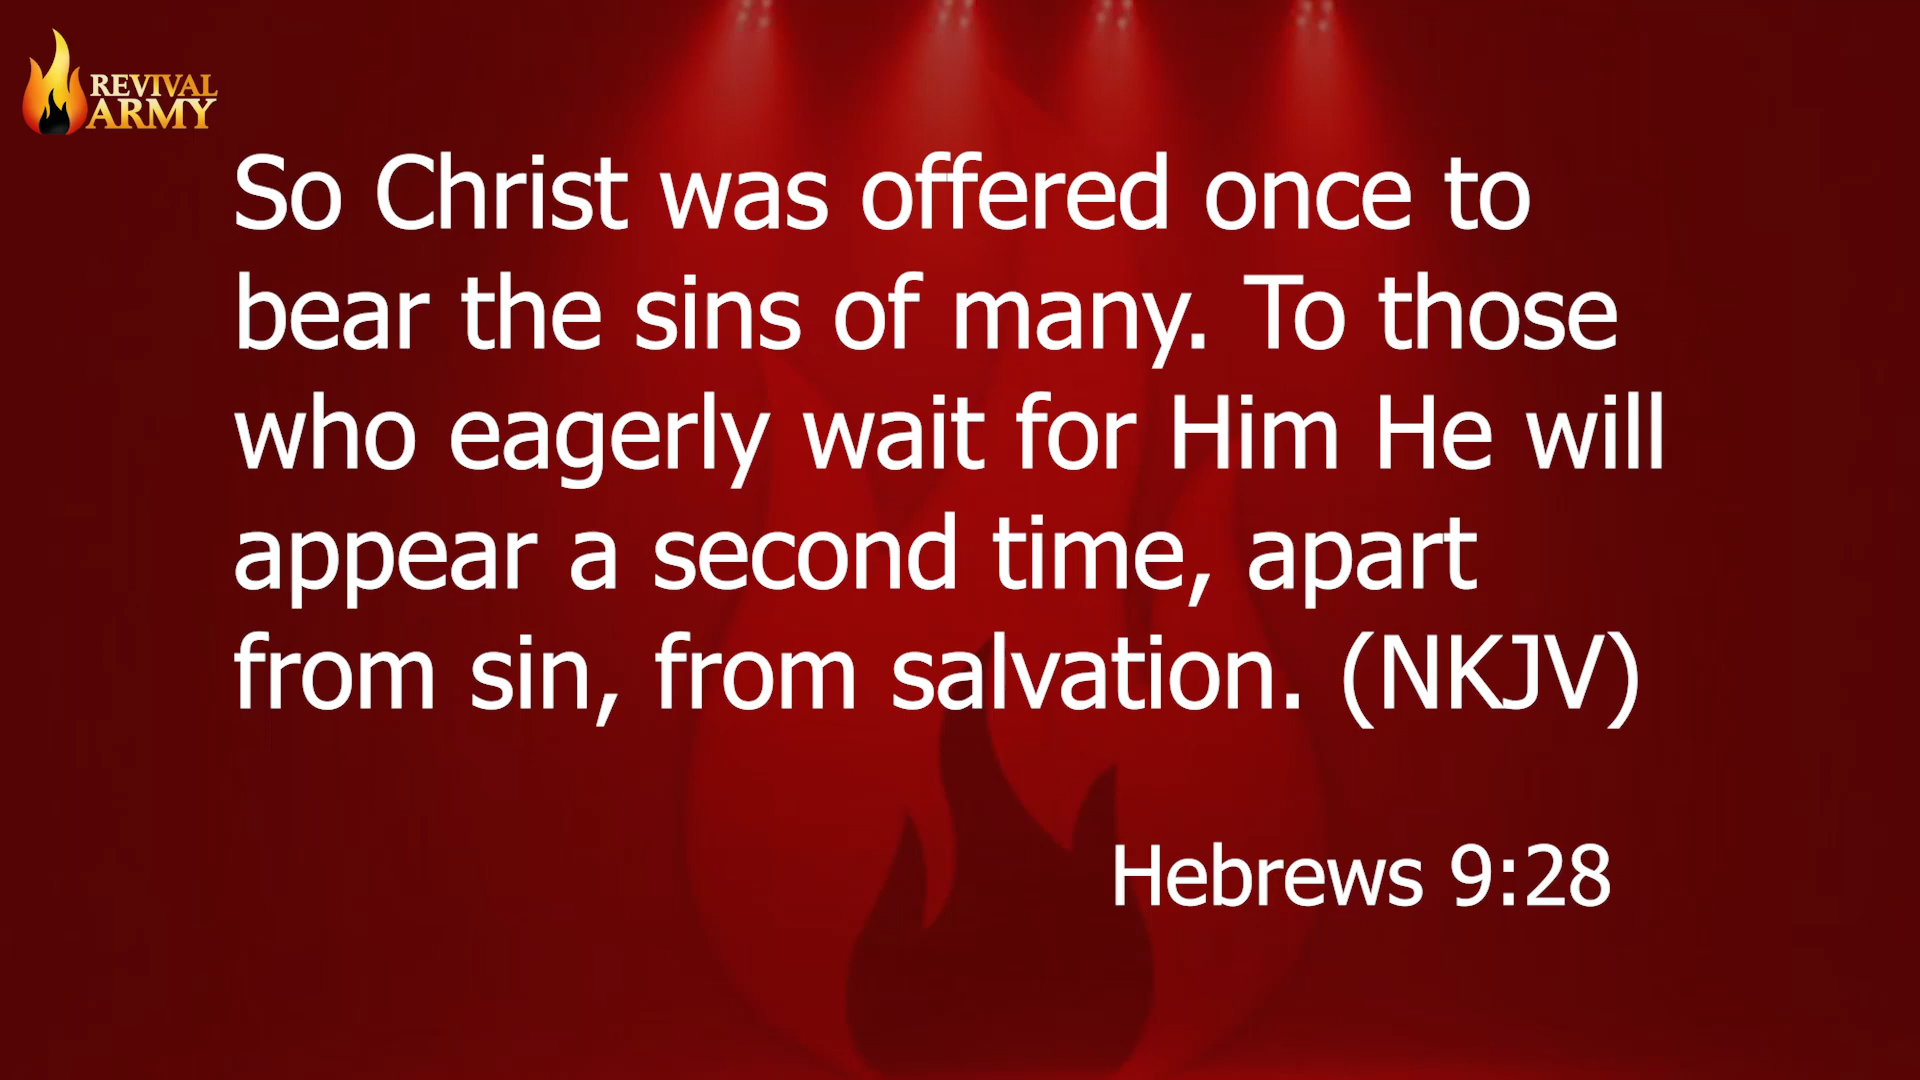 REVIVAL
ARMY
So Christ was offered once to
bear the sins of many. To those
who eagerly wait for Him He will
appear a second time, apart
from sin, from salvation. (NKJV)
Hebrews 9:28